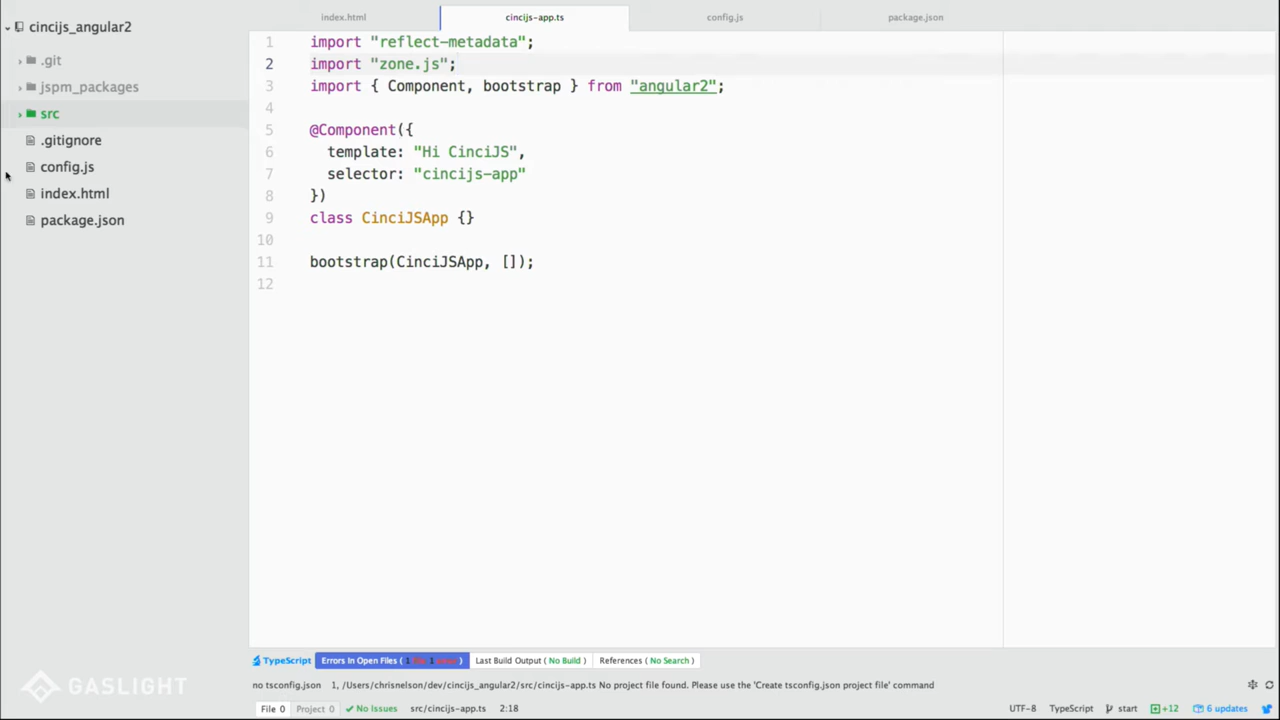 cincijs_angular2
.git
jspm_packages
src
.gitignore
config.js
index.html
package.json
index.html
cincijs-app.ts
config.js
package.json
1 import "reflect-metadata";
2 import "zone.js";
3 import { Component, bootstrap } from "angular2";
4
5 @Component({
6 template: "Hi CinciJS",
7 selector: "cincijs-app"
8 })
9 class CinciJSApp {}
10
11 bootstrap(CinciJSApp, []);
12
TypeScript Errors In Open Files ( 1 file 1 error ) Last Build Output ( No Build ) References ( No Search )
no tsconfig.json 1, /Users/chrisnelson/dev/cincijs_angular2/src/cincijs-app.ts No project file found. Please use the 'Create tsconfig.json project file' command
File 0 Project 0 No Issues src/cincijs-app.ts 2:18 UTF-8 TypeScript start +12 6 updates
GASLIGHT